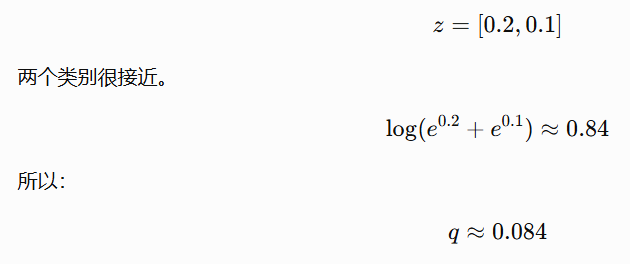 z = [0.2, 0.1]
两个类别很接近。
log(e^{0.2} + e^{0.1}) ≈ 0.84
所以：
q ≈ 0.084